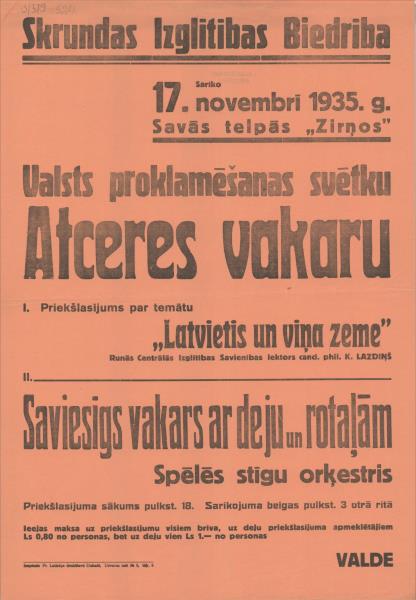 Skrundas Izglītības Biedrība
Sarīko
17. novembrī 1935. g.
Savās telpās „Zirņos”
Valsts proklamēšanas svētku
Atceres vakaru
I. Priekšlasījums par tematu
„Latvietis un viņa zeme”
Runās Centrālās Izglītības Savienības lektors cand. phil. K. LAZDIŅŠ
II.
Saviesīgs vakars ar deju un rotaļām
Spēlēs stīgu orķestris
Priekšlasījuma sākums pulkst. 18. Sarīkojuma beigas pulkst. 3 otrā rītā
Ieejas maksa uz priekšlasījumu visiem brīva, uz deju priekšlasījuma apmeklētājiem
Ls 0,80 no personas, bet uz deju vien Ls 1.— no personas
VALDE